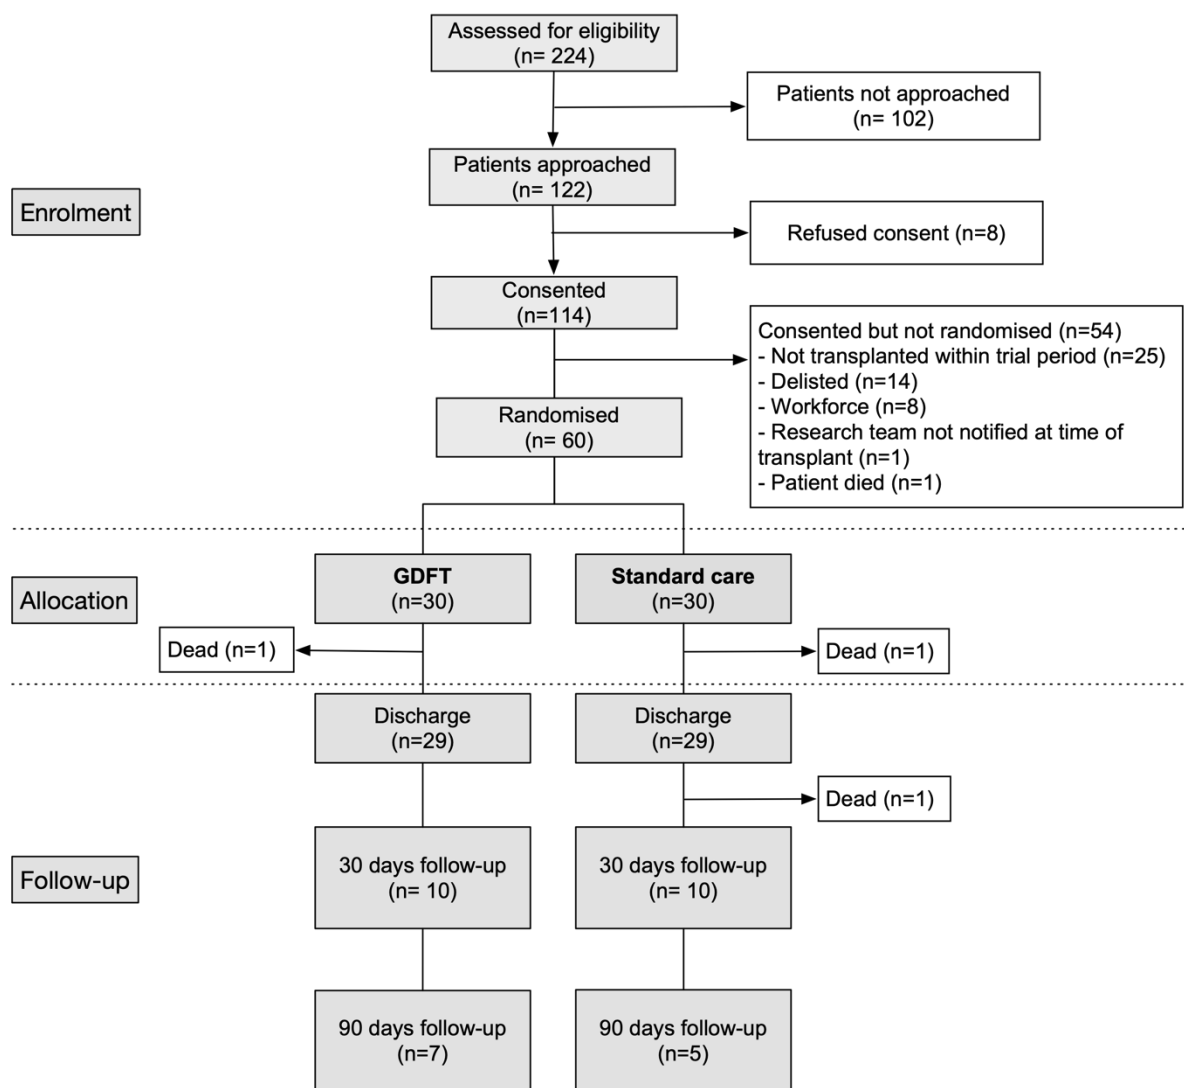 Assessed for eligibility
(n= 224)
Patients not approached
(n= 102)
Patients approached
(n= 122)
Enrolment
Refused consent (n=8)
Consented
(n=114)
Consented but not randomised (n=54)
- Not transplanted within trial period (n=25)
- Delisted (n=14)
- Workforce (n=8)
- Research team not notified at time of
transplant (n=1)
- Patient died (n=1)
Randomised
(n= 60)
Allocation
GDFT
(n=30)
Standard care
(n=30)
Dead (n=1)
Dead (n=1)
Discharge
(n=29)
Discharge
(n=29)
Dead (n=1)
Follow-up
30 days follow-up
(n= 10)
30 days follow-up
(n= 10)
90 days follow-up
(n=7)
90 days follow-up
(n=5)